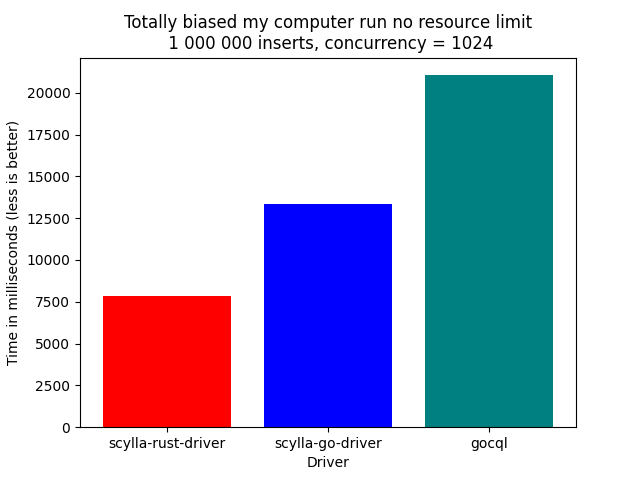 Totally biased my computer run no resource limit
1 000 000 inserts, concurrency = 1024
Time in milliseconds (less is better)
20000
17500
15000
12500
10000
7500
5000
2500
0
scylla-rust-driver scylla-go-driver gocql
Driver